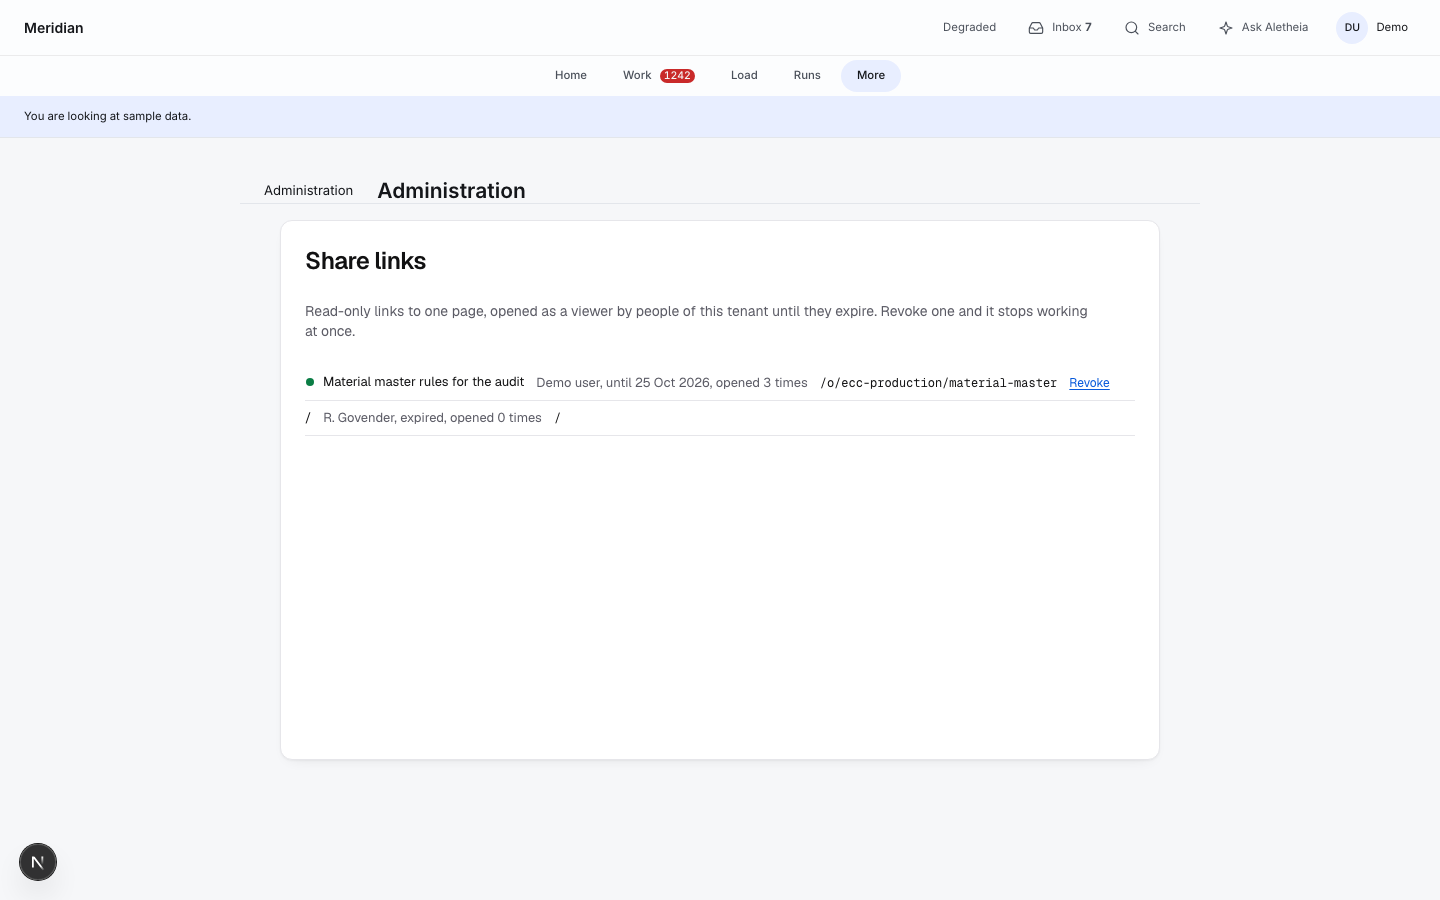 Meridian
Degraded
Inbox 7
Search
Ask Aletheia
DU
Demo
Home
Work 1242
Load
Runs
More
You are looking at sample data.
Administration
Administration
Share links
Read-only links to one page, opened as a viewer by people of this tenant until they expire. Revoke one and it stops working
at once.
Material master rules for the audit Demo user, until 25 Oct 2026, opened 3 times /o/ecc-production/material-master Revoke
/ R. Govender, expired, opened 0 times /
N